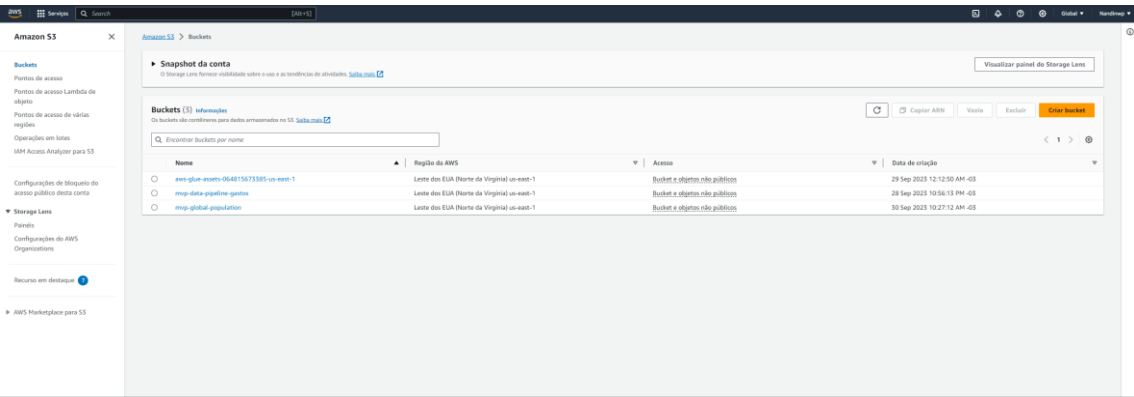 aws
Serviços
Search
[Alt+S]
Global
Nandinwp
Amazon S3
Buckets
Pontos de acesso
Pontos de acesso Lambda de
objeto
Pontos de acesso de várias
regiões
Operações em lotes
IAM Access Analyzer para S3
Configurações de bloqueio do
acesso público desta conta
Storage Lens
Painéis
Configurações do AWS
Organizations
Recurso em destaque
AWS Marketplace para S3
Amazon S3 > Buckets
Snapshot da conta
O Storage Lens fornece visibilidade sobre o uso e as tendências de atividades. Saiba mais
Visualizar painel do Storage Lens
Buckets (3) Informações
Os buckets são contêineres para dados armazenados no S3. Saiba mais
Copiar ARN
Vazio
Excluir
Criar bucket
Encontrar buckets por nome
1
Nome Região da AWS Acesso Data de criação
aws-glue-assets-064815673385-us-east-1 Leste dos EUA (Norte da Virgínia) us-east-1 Bucket e objetos não públicos 29 Sep 2023 12:12:50 AM -03
mvp-data-pipeline-gastos Leste dos EUA (Norte da Virgínia) us-east-1 Bucket e objetos não públicos 28 Sep 2023 10:56:13 PM -03
mvp-global-population Leste dos EUA (Norte da Virgínia) us-east-1 Bucket e objetos não públicos 30 Sep 2023 10:27:12 AM -03